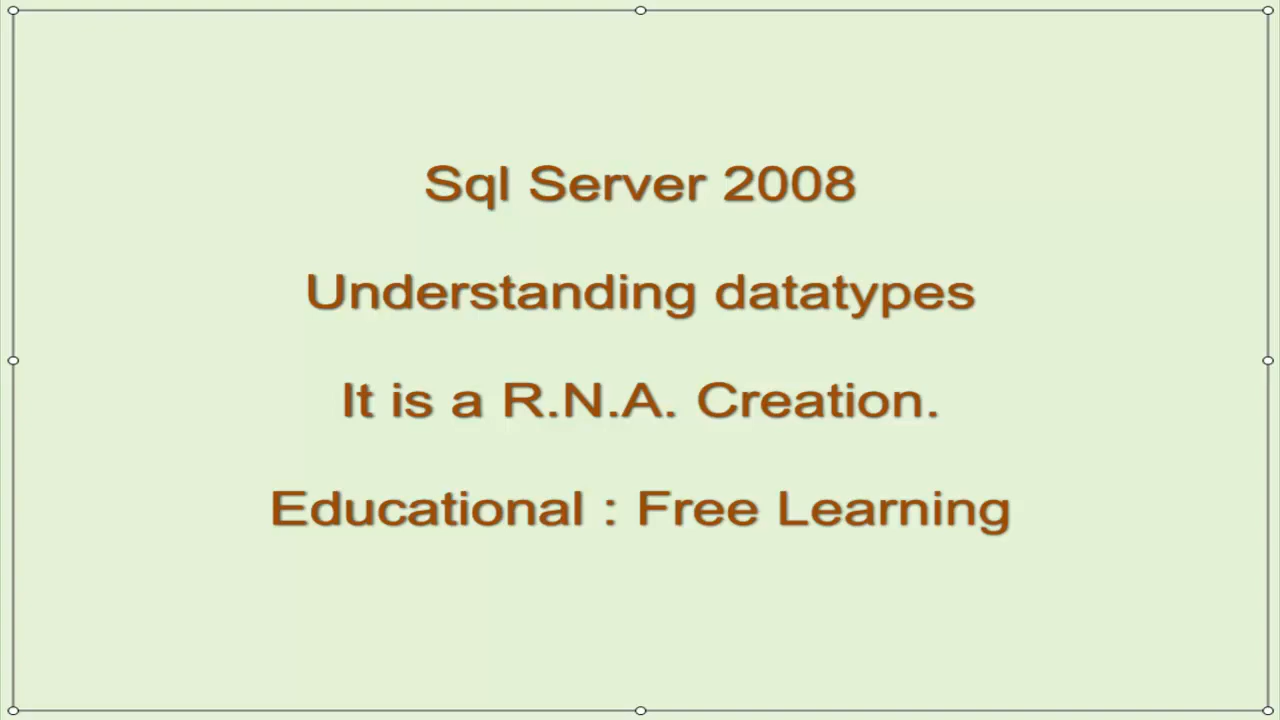 Sql Server 2008
Understanding datatypes
It is a R.N.A. Creation.
Educational : Free Learning